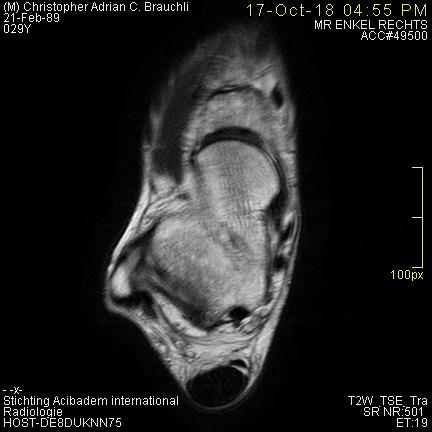 (M) Christopher Adrian C. Brauchli
21-Feb-89
029Y
17-Oct-18 04:55 PM
MR ENKEL RECHTS
ACC#49500
100px
--x-
Stichting Acibadem international
Radiologie
HOST-DE8DUKNN75
T2W_TSE_Tra
SR NR:501
ET:19